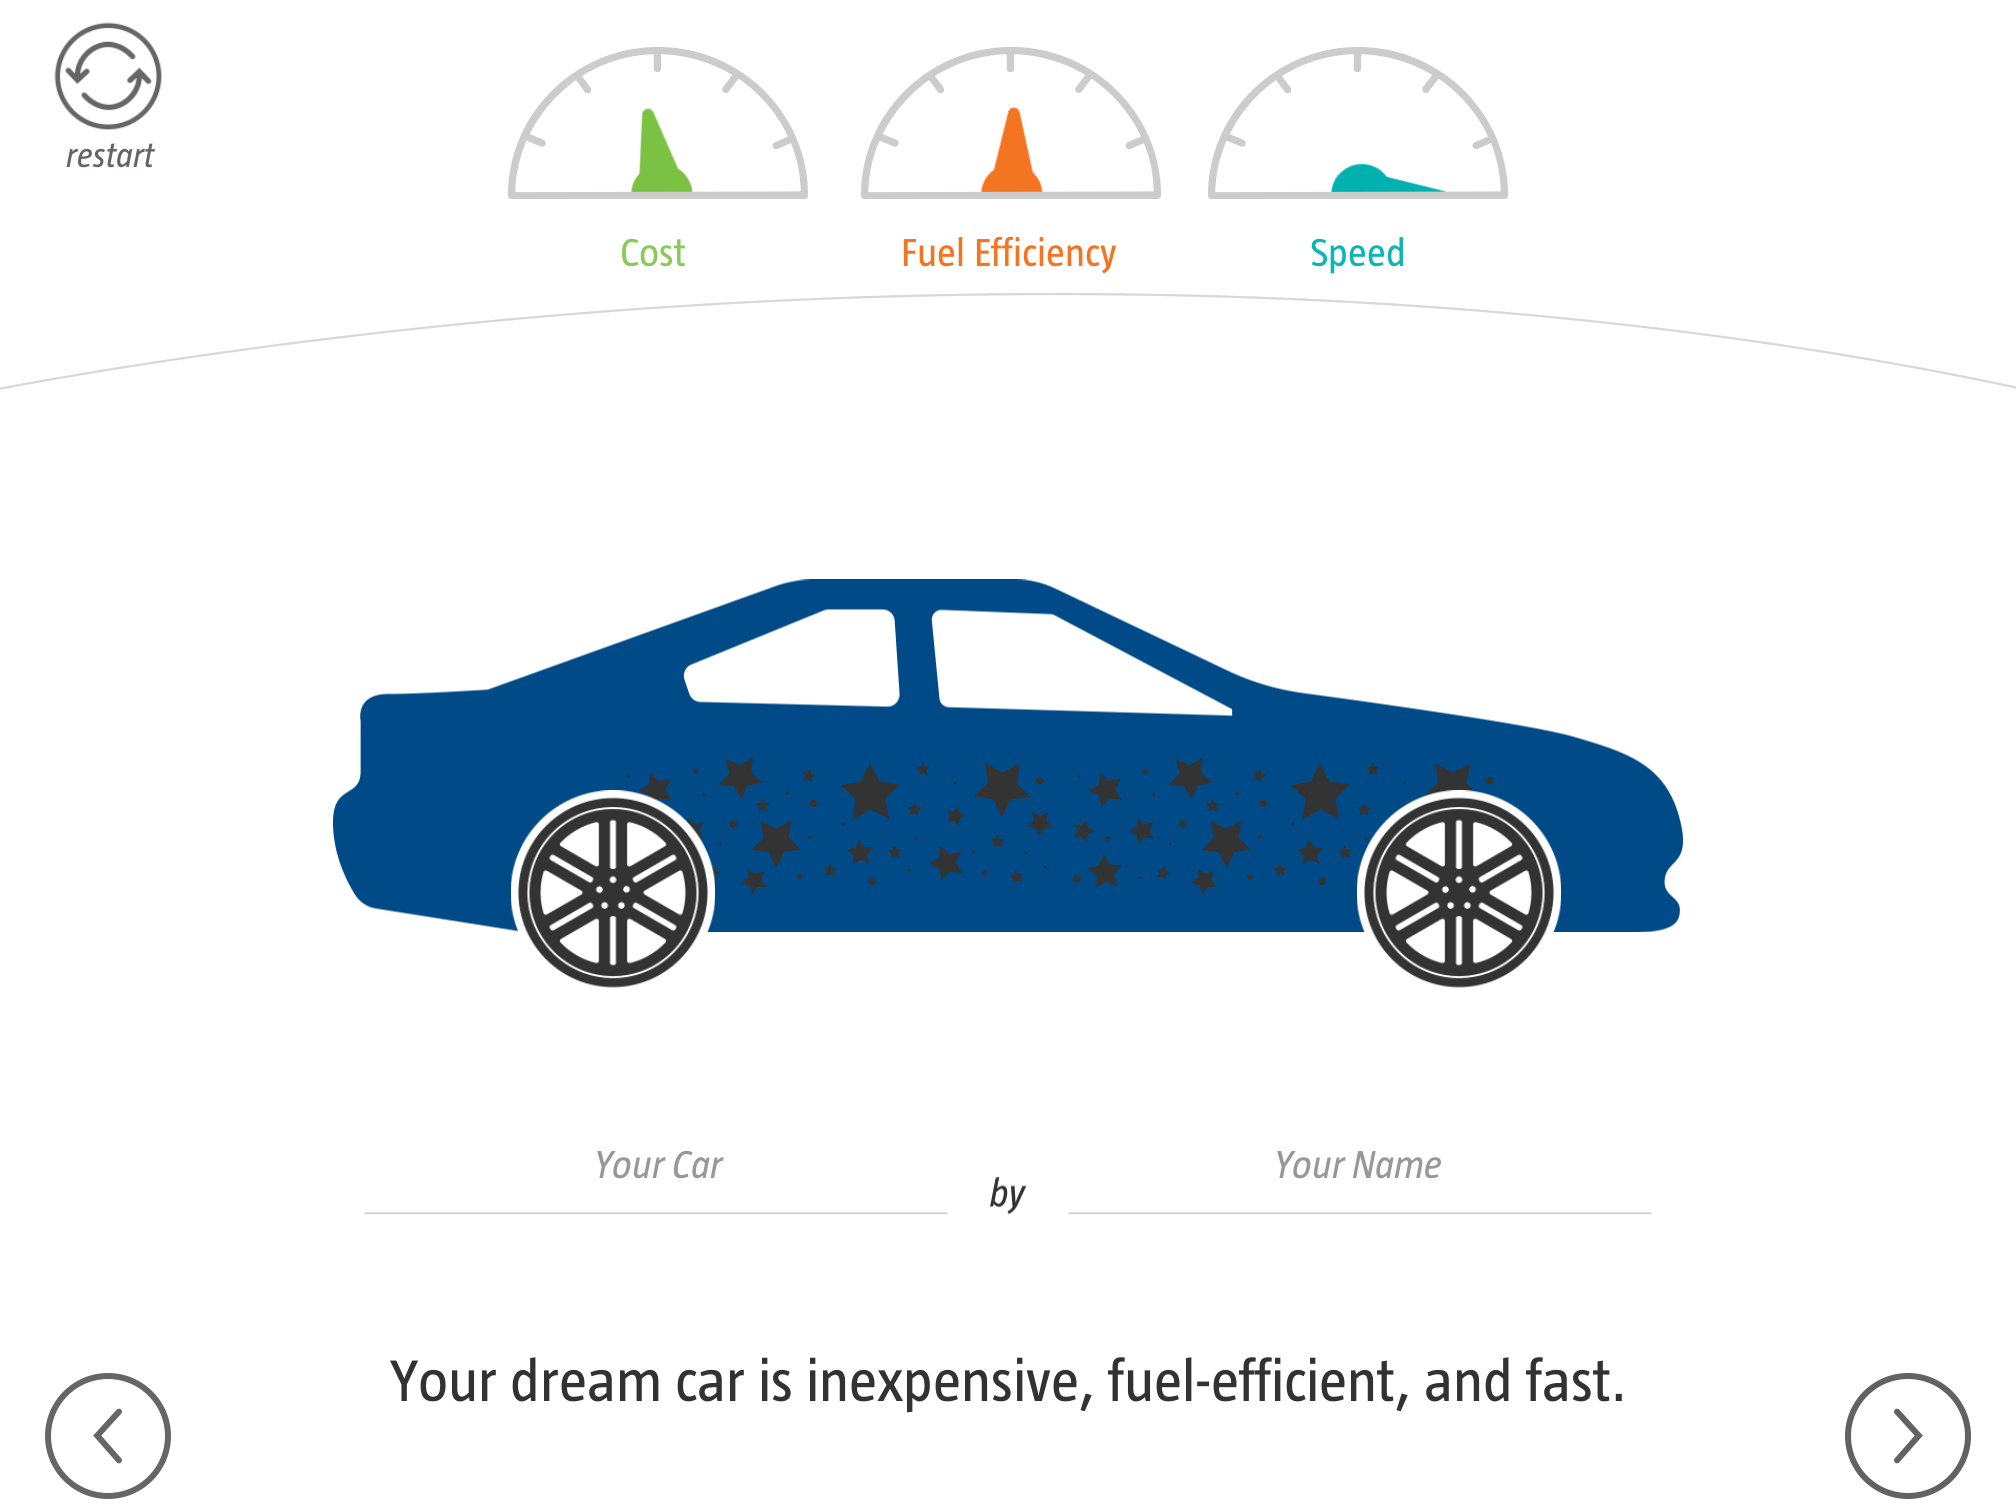 restart
Cost
Fuel Efficiency
Speed
Your Car
by
Your Name
Your dream car is inexpensive, fuel-efficient, and fast.